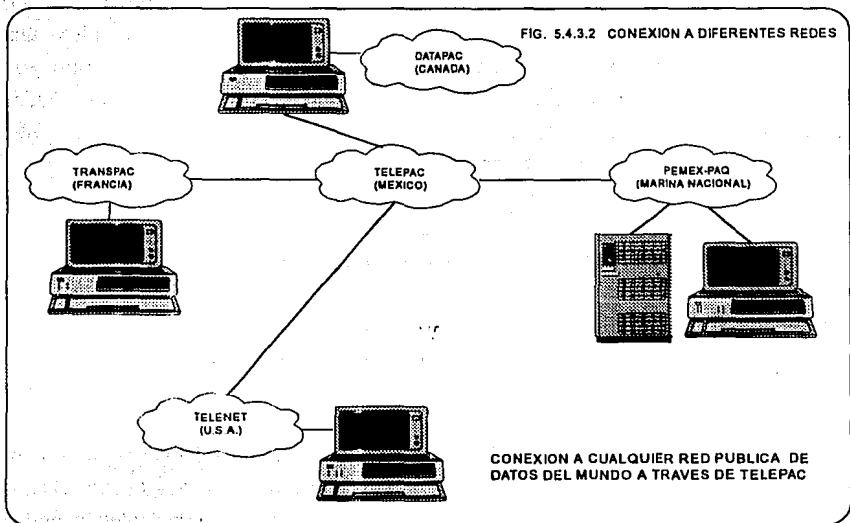 FIG. 5.4.3.2 CONEXION A DIFERENTES REDES
DATAPAC
(CANADA)
TRANSPAC
(FRANCIA)
TELEPAC
(MEXICO)
PEMEX-PAQ
(MARINA NACIONAL)
TELENET
(U.S.A.)
CONEXION A CUALQUIER RED PUBLICA DE
DATOS DEL MUNDO A TRAVES DE TELEPAC